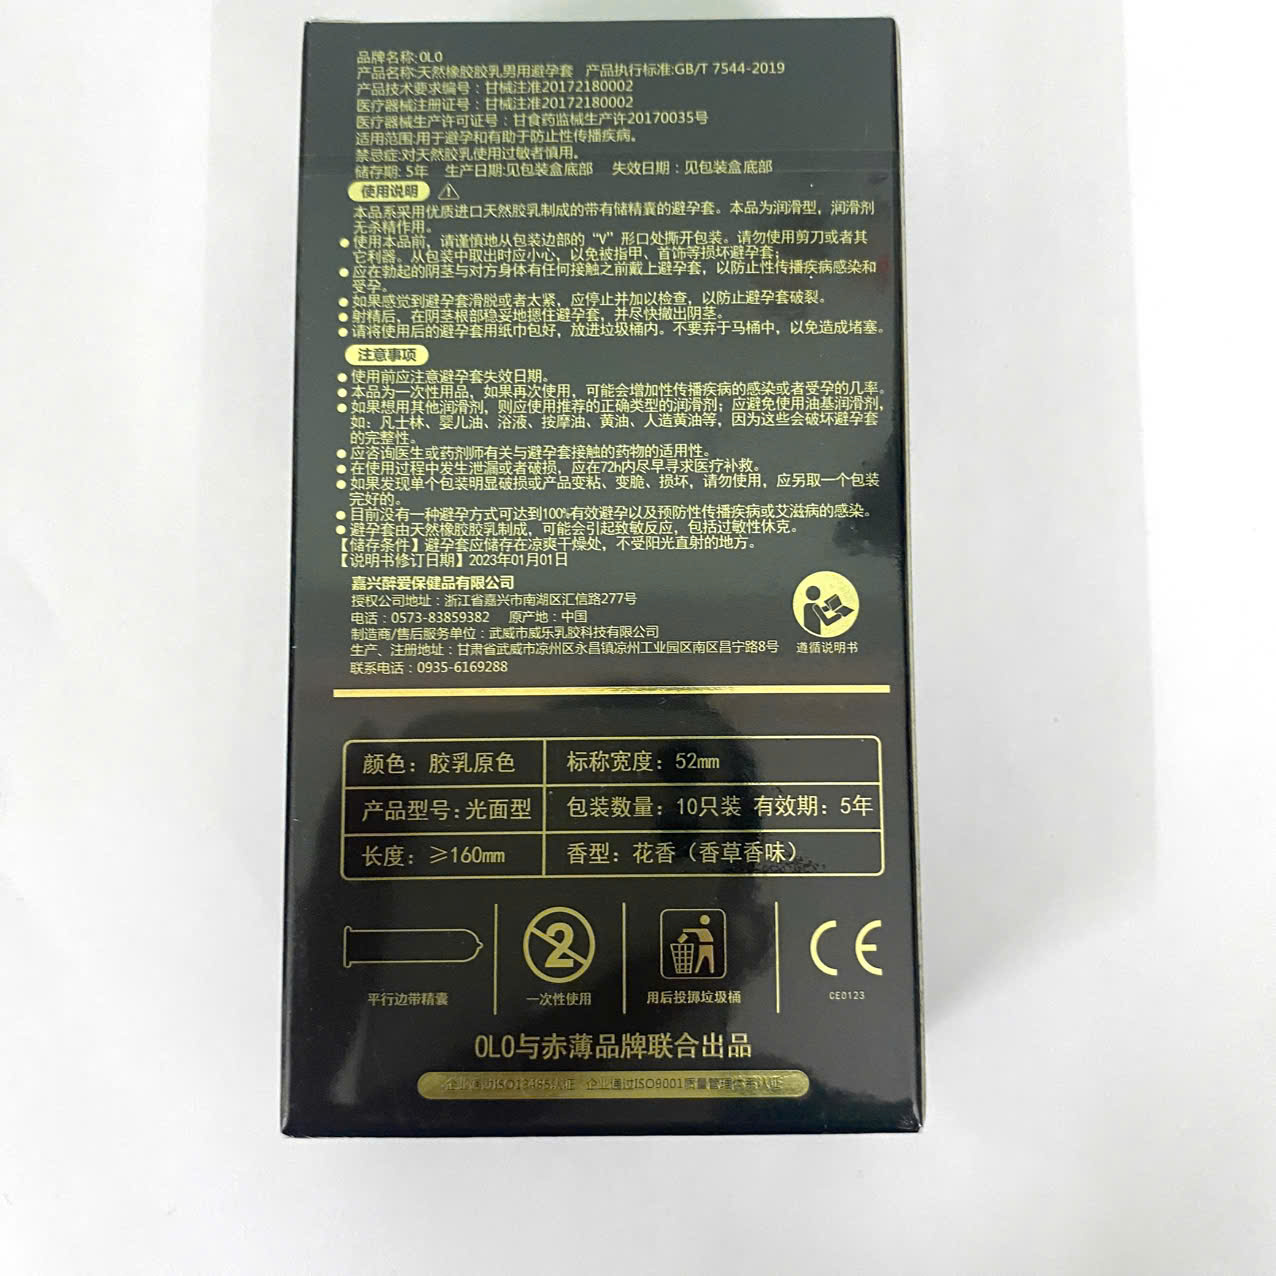 品牌名称:OLO
产品名称:天然橡胶胶乳男用避孕套 产品执行标准:GB/T 7544-2019
产品技术要求编号：甘械注准20172180002
医疗器械注册证号：甘械注准20172180002
医疗器械生产许可证号：甘食药监械生产许20170035号
适用范围:用于避孕和有助于防止性传播疾病。
禁忌症:对天然胶乳使用过敏者慎用。
储存期: 5年 生产日期:见包装盒底部 失效日期：见包装盒底部
使用说明
本品系采用优质进口天然胶乳制成的带有储精囊的避孕套。本品为润滑型，润滑剂
无杀精作用。
●使用本品前，请谨慎地从包装边部的“V”形口处撕开包装。请勿使用剪刀或者其
它利器。从包装中取出时应小心，以免被指甲、首饰等损坏避孕套；
●应在勃起的阴茎与对方身体有任何接触之前戴上避孕套，以防止性传播疾病感染和
受孕。
●如果感觉到避孕套滑脱或者太紧，应停止并加以检查，以防止避孕套破裂。
●射精后，在阴茎根部稳妥地摁住避孕套，并尽快撤出阴茎。
●请将使用后的避孕套用纸巾包好，放进垃圾桶内。不要弃于马桶中，以免造成堵塞。
注意事项
●使用前应注意避孕套失效日期。
●本品为一次性用品，如果再次使用，可能会增加性传播疾病的感染或者受孕的几率。
●如果想用其他润滑剂，则应使用推荐的正确类型的润滑剂；应避免使用油基润滑剂，
如：凡士林、婴儿油、浴液、按摩油、黄油、人造黄油等，因为这些会破坏避孕套
的完整性。
●应咨询医生或药剂师有关与避孕套接触的药物的适用性。
●在使用过程中发生泄漏或者破损，应在72h内尽早寻求医疗补救。
●如果发现单个包装明显破损或产品变粘、变脆、损坏，请勿使用，应另取一个包装
完好的。
●目前没有一种避孕方式可达到100%有效避孕以及预防性传播疾病或艾滋病的感染。
●避孕套由天然橡胶胶乳制成，可能会引起致敏反应，包括过敏性休克。
【储存条件】避孕套应储存在凉爽干燥处，不受阳光直射的地方。
【说明书修订日期】2023年01月01日
嘉兴醉爱保健品有限公司
授权公司地址：浙江省嘉兴市南湖区汇信路277号
电话：0573-83859382 原产地：中国
制造商/售后服务单位：武威市威乐乳胶科技有限公司
生产、注册地址：甘肃省武威市凉州区永昌镇凉州工业园区南区昌宁路8号
联系电话：0935-6169288
遵循说明书
颜色：胶乳原色 标称宽度：52mm
产品型号:光面型 包装数量：10只装 有效期：5年
长度：≥160mm 香型：花香（香草香味）
2
CE
平行边带精囊 一次性使用 用后投掷垃圾桶 CE0123
OLO与赤薄品牌联合出品
企业通过ISO13485认证 企业通过ISO9001质量管理体系认证